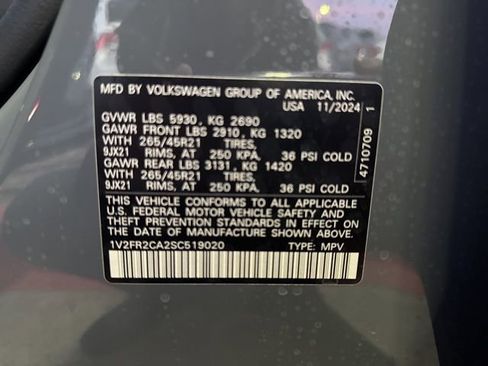 MFD BY VOLKSWAGEN GROUP OF AMERICA, INC.
USA 11/2024
GVWR LBS 5930, KG 2690
GAWR FRONT LBS 2910, KG 1320
WITH 265/45R21 TIRES,
9JX21 RIMS, AT 250 KPA, 36 PSI COLD
GAWR REAR LBS 3131, KG 1420
WITH 265/45R21 TIRES,
9JX21 RIMS, AT 250 KPA, 36 PSI COLD
THIS VEHICLE CONFORMS TO ALL APPLICABLE
U.S. FEDERAL MOTOR VEHICLE SAFETY AND
THEFT PREVENTION STANDARDS IN EFFECT ON
THE DATE OF MANUFACTURE SHOWN ABOVE.
1V2FR2CA2SC519020 TYPE: MPV
4710709 1